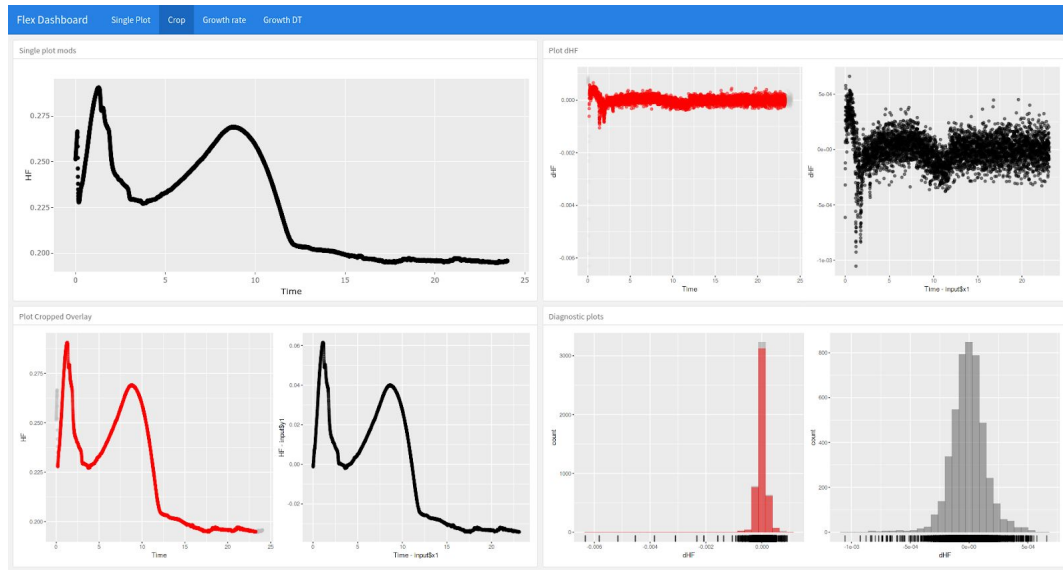 Flex Dashboard Single Plot Crop Growth rate Growth DT
Single plot mods
0.275
0.250
0.225
0.200
HF
0 5 10 15 20 25
Time
Plot dHF
0.000
-0.002
-0.004
-0.006
dHF
0 5 10 15 20 25
Time
5e-04
0e+00
-5e-04
-1e-03
dHF
0 5 10 15 20
Time - input$x1
Plot Cropped Overlay
0.275
0.250
0.225
0.200
HF
0 5 10 15 20 25
Time
0.06
0.04
0.02
0.00
-0.02
HF - input$y1
0 5 10 15 20
Time - input$x1
Diagnostic plots
3000
2000
1000
0
count
-0.006 -0.004 -0.002 0.000
dHF
800
600
400
200
0
count
-1e-03 -5e-04 0e+00 5e-04
dHF